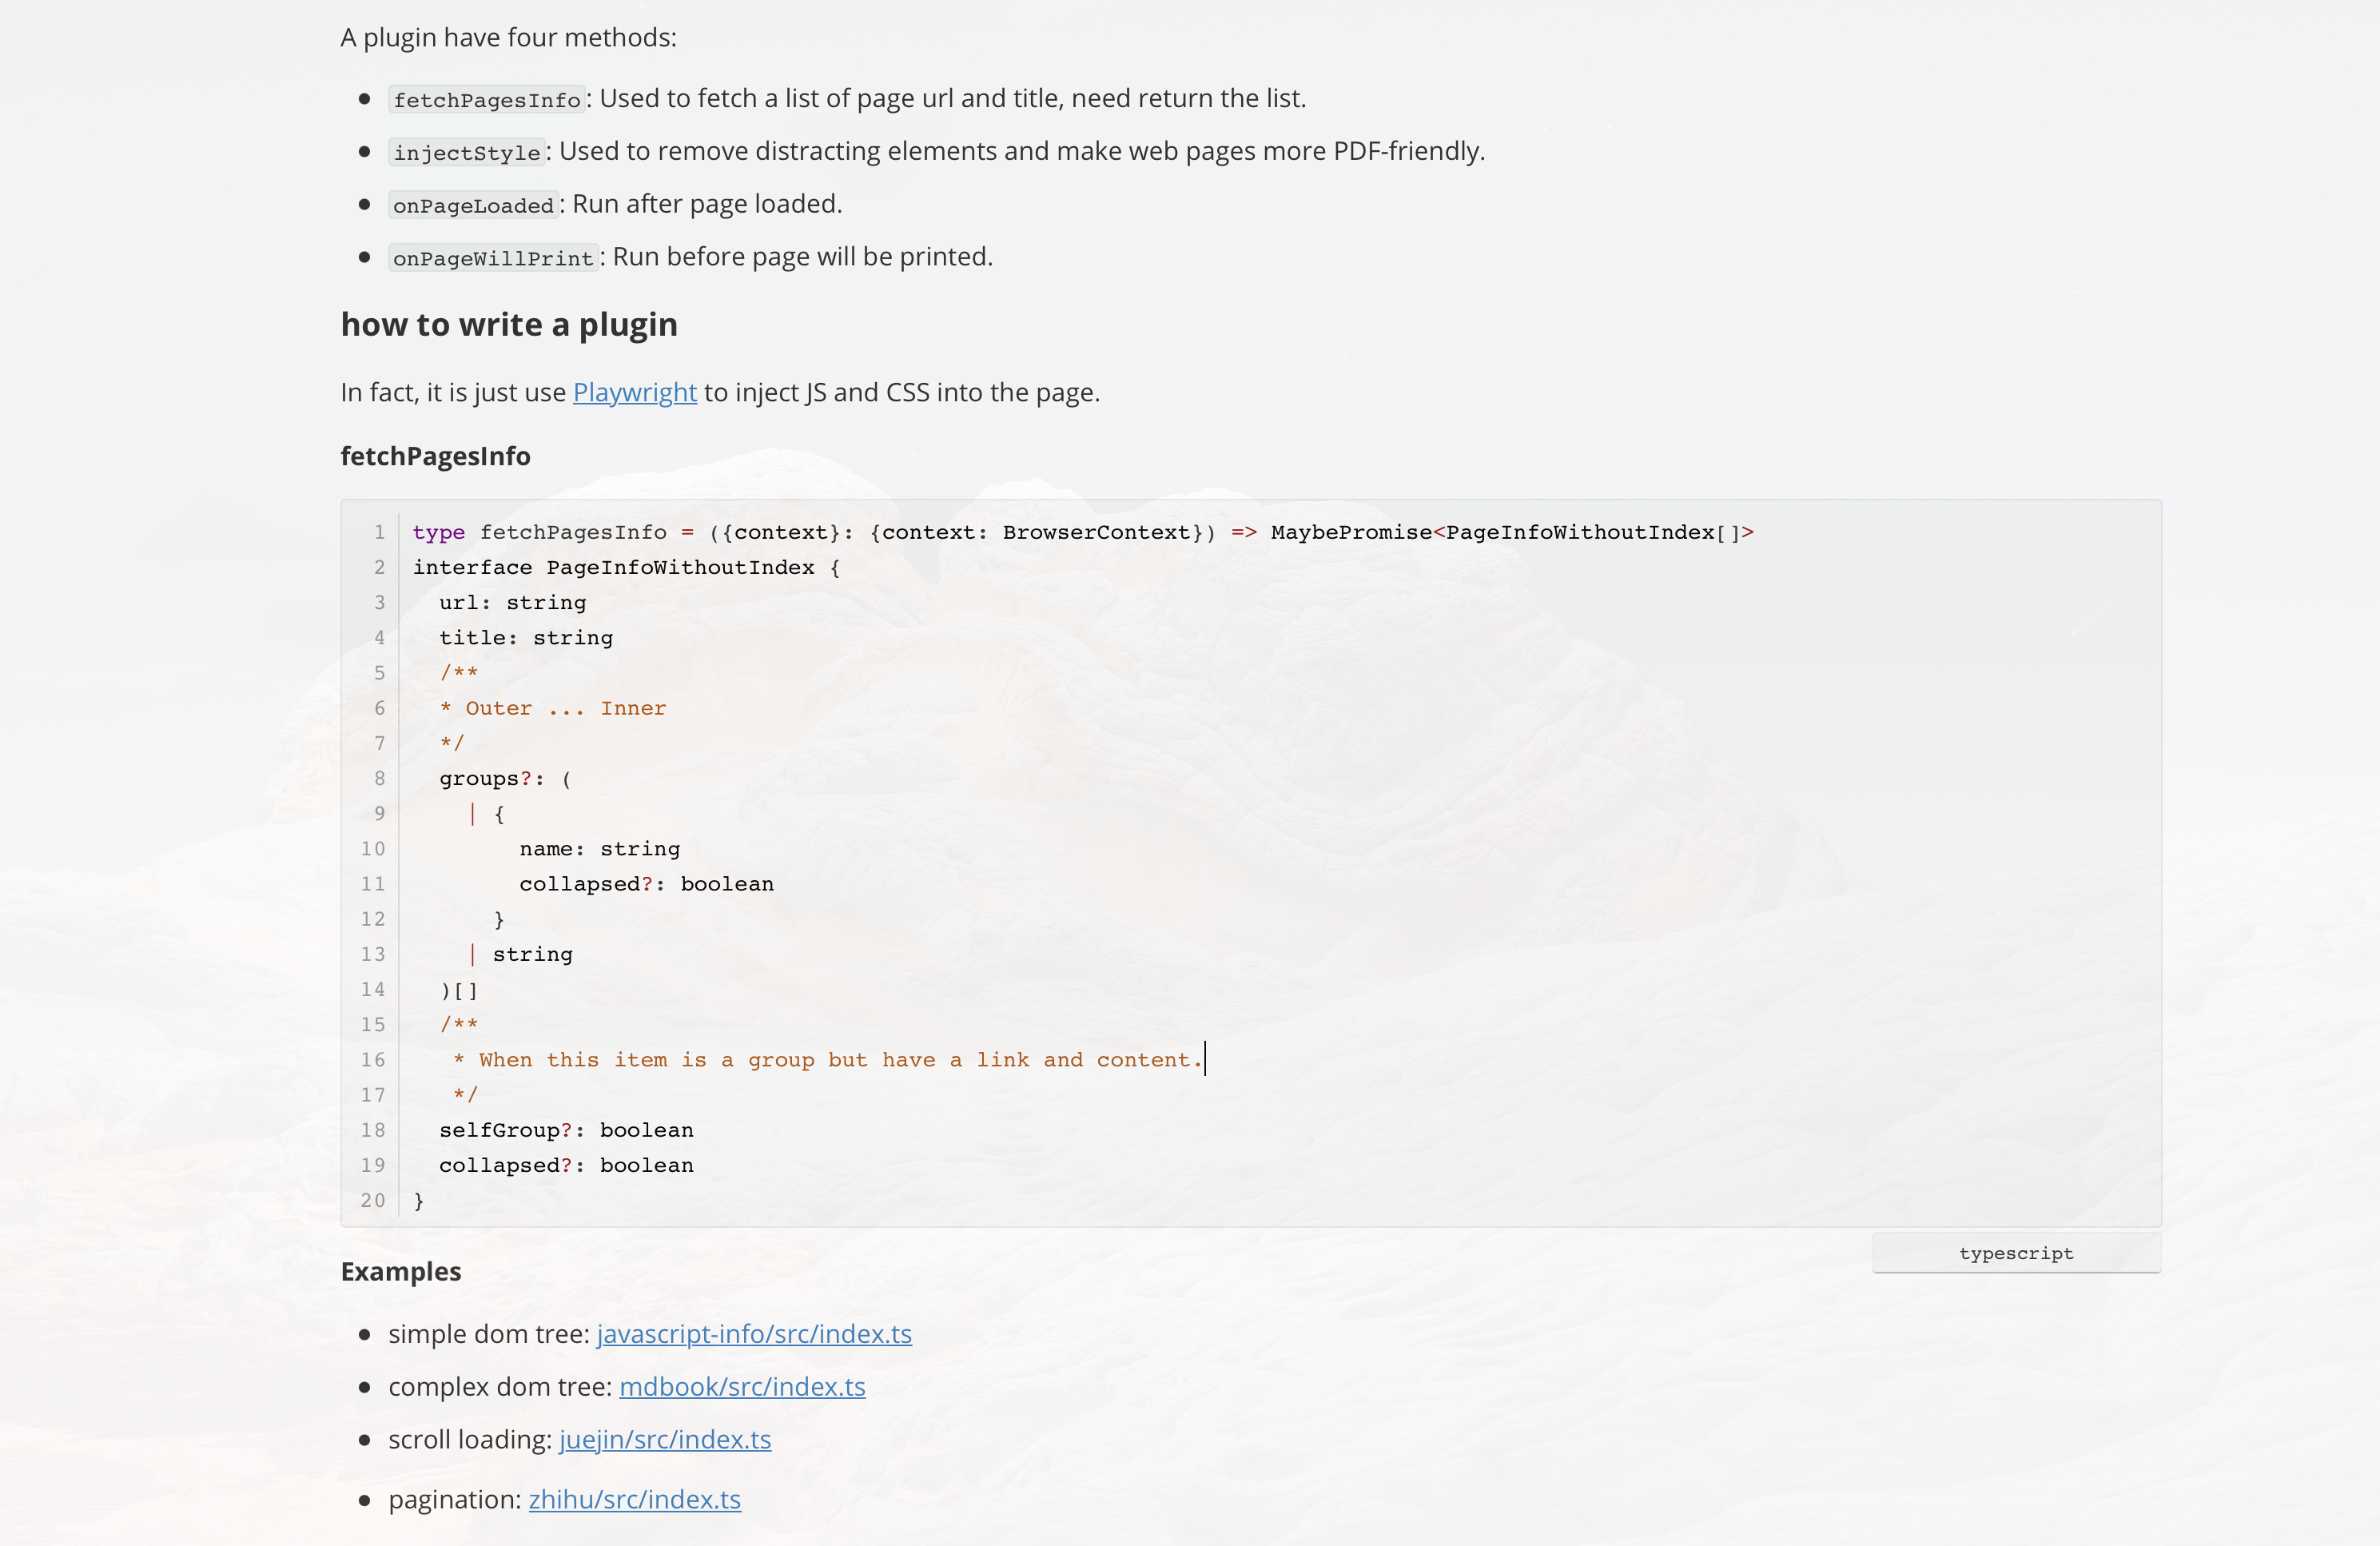 A plugin have four methods:
fetchPagesInfo: Used to fetch a list of page url and title, need return the list.
injectStyle: Used to remove distracting elements and make web pages more PDF-friendly.
onPageLoaded: Run after page loaded.
onPageWillPrint: Run before page will be printed.
how to write a plugin
In fact, it is just use Playwright to inject JS and CSS into the page.
fetchPagesInfo
1 type fetchPagesInfo = ({context}: {context: BrowserContext}) => MaybePromise<PageInfoWithoutIndex[]>
2 interface PageInfoWithoutIndex {
3   url: string
4   title: string
5   /**
6   * Outer ... Inner
7   */
8   groups?: (
9     | {
10         name: string
11         collapsed?: boolean
12       }
13     | string
14   )[]
15   /**
16    * When this item is a group but have a link and content.
17    */
18   selfGroup?: boolean
19   collapsed?: boolean
20 }
typescript
Examples
simple dom tree: javascript-info/src/index.ts
complex dom tree: mdbook/src/index.ts
scroll loading: juejin/src/index.ts
pagination: zhihu/src/index.ts